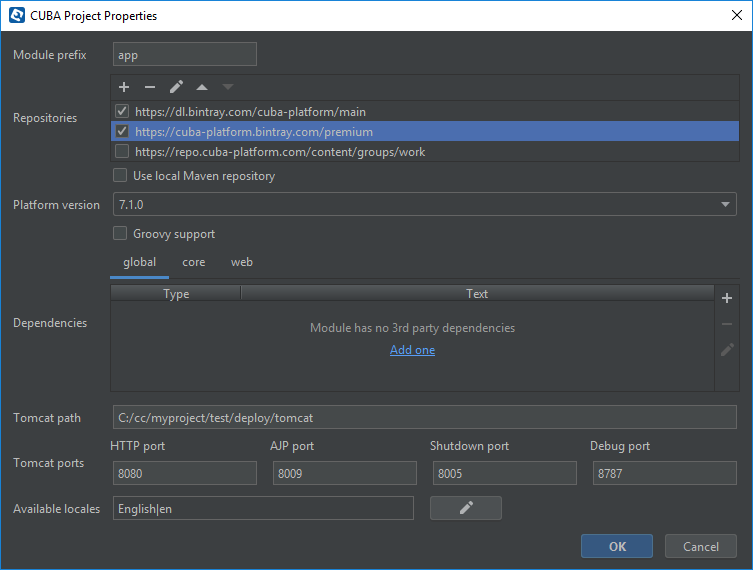 CUBA Project Properties
Module prefix
app
Repositories
https://dl.bintray.com/cuba-platform/main
https://cuba-platform.bintray.com/premium
https://repo.cuba-platform.com/content/groups/work
Use local Maven repository
Platform version
7.1.0
Groovy support
global core web
Type Text
Dependencies
Module has no 3rd party dependencies
Add one
Tomcat path
C:/cc/myproject/test/deploy/tomcat
HTTP port AJP port Shutdown port Debug port
Tomcat ports
8080 8009 8005 8787
Available locales
English|en
OK Cancel